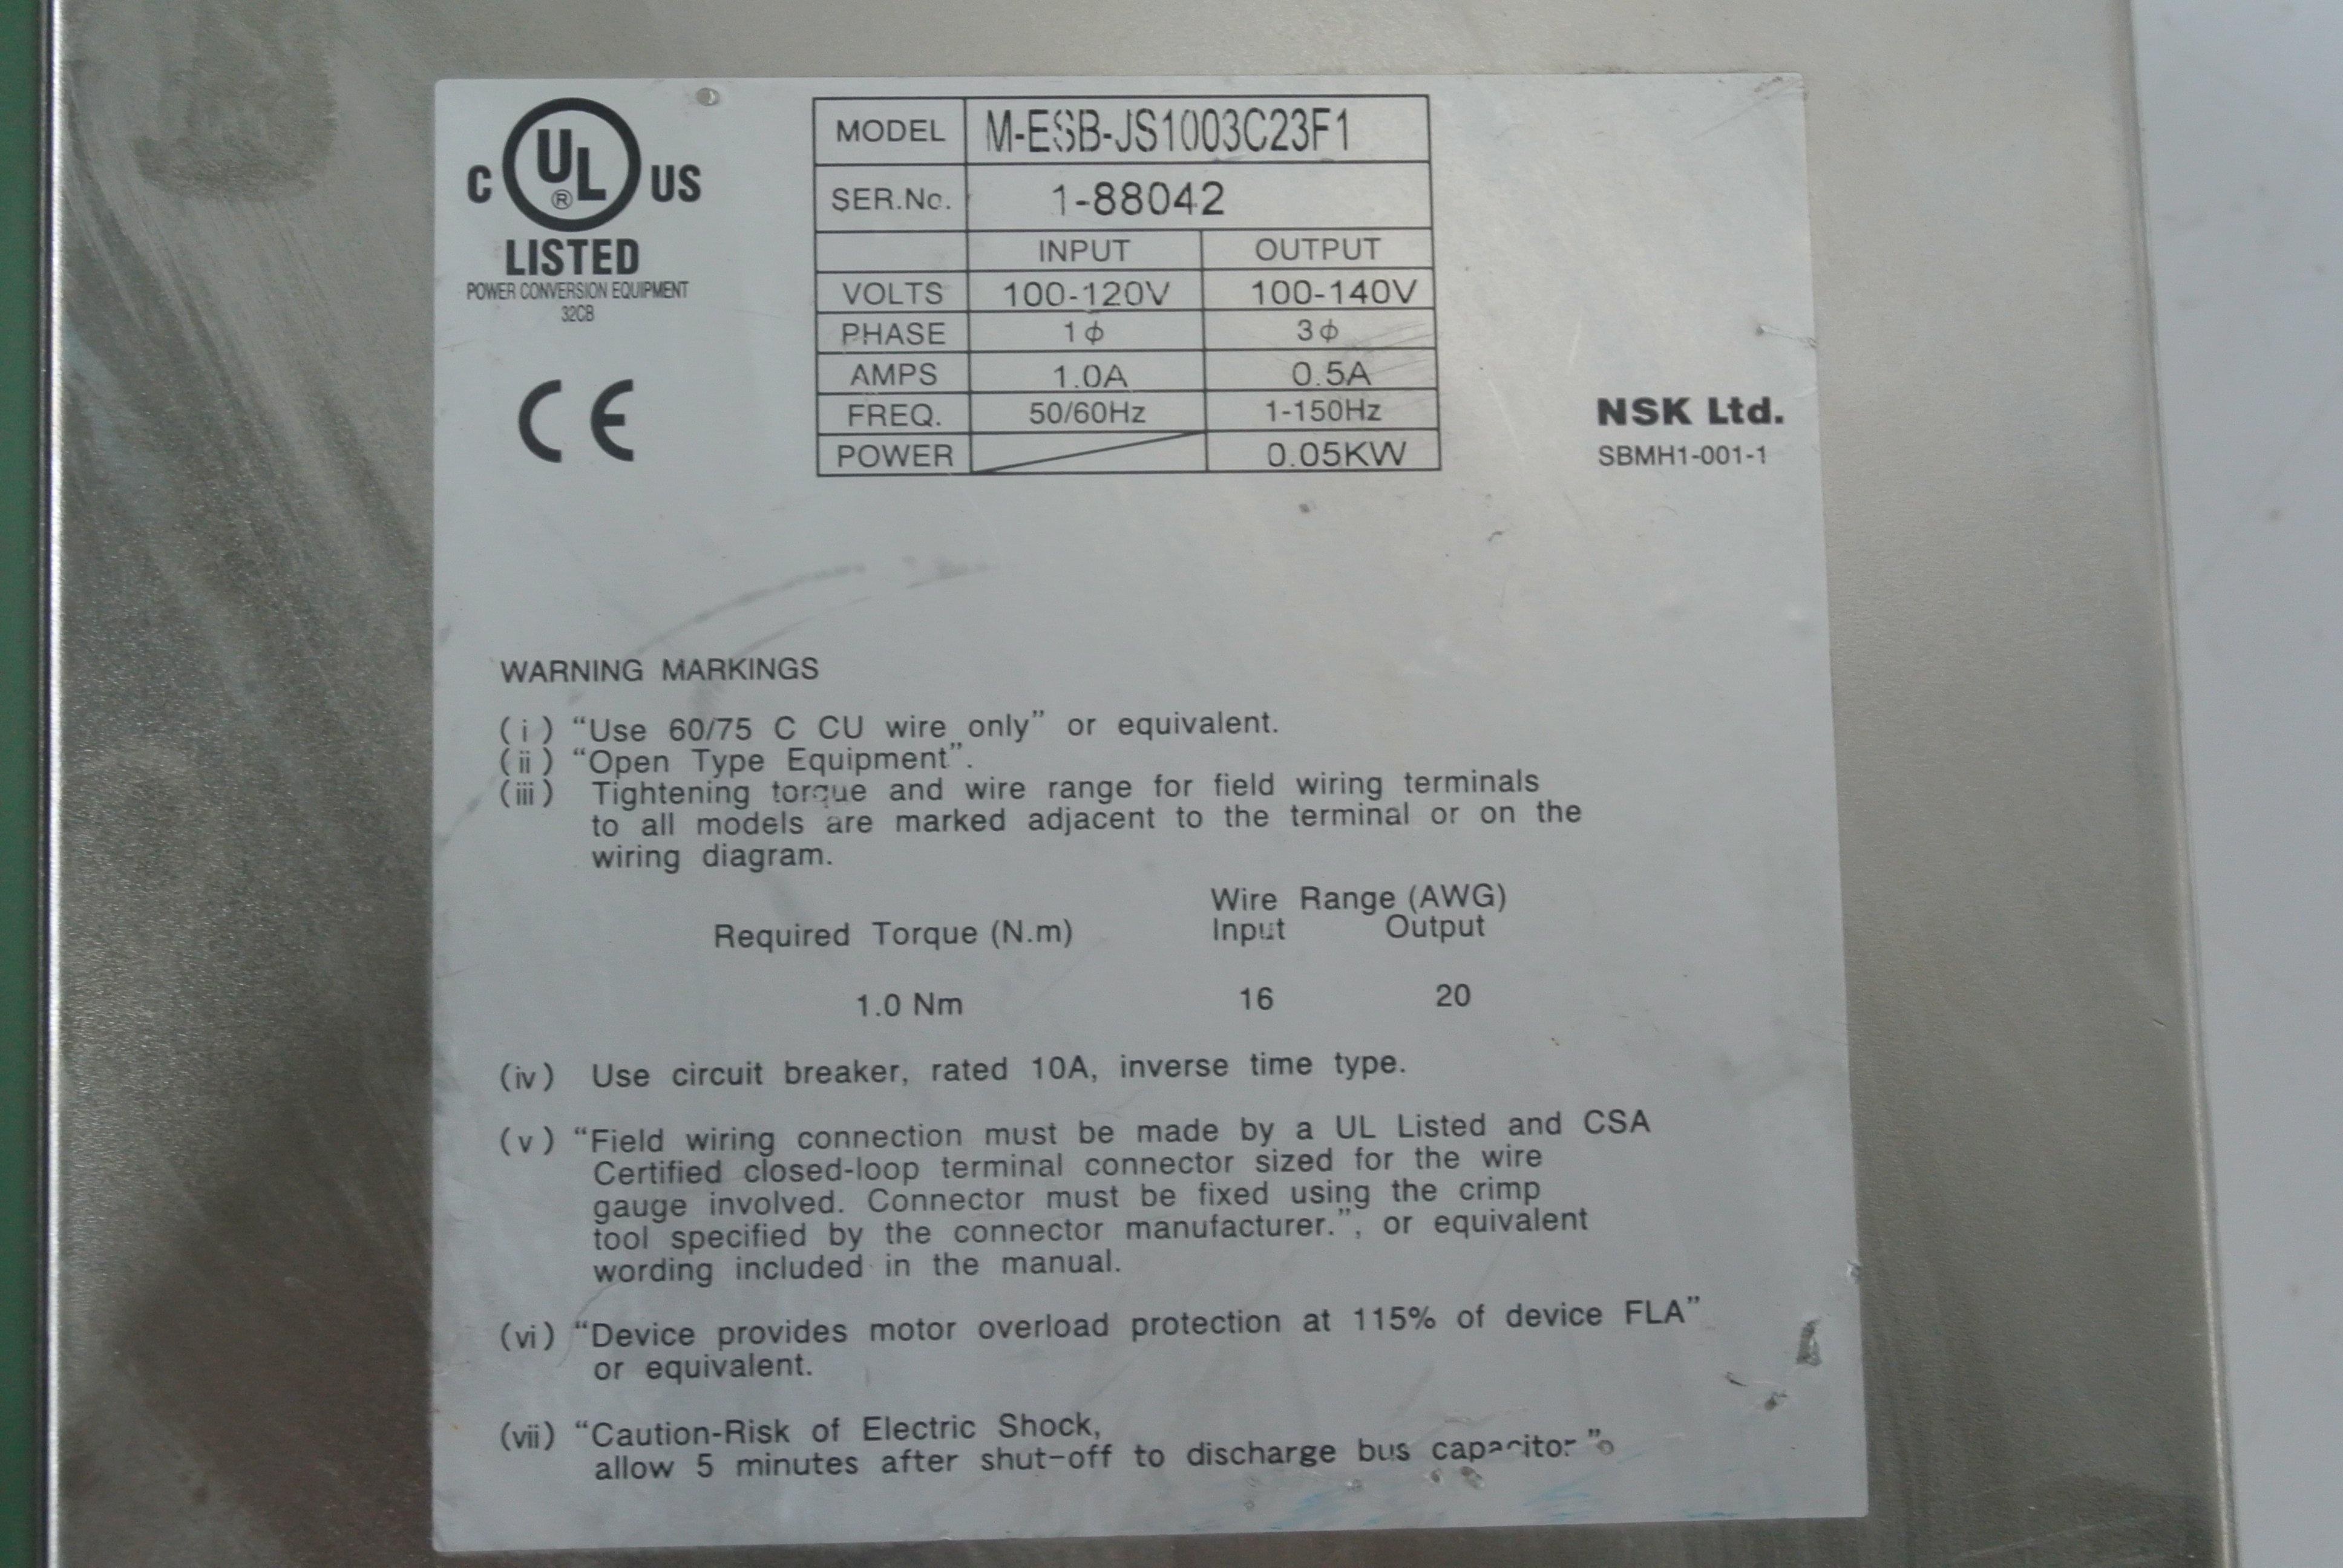 C UL ® US
LISTED
POWER CONVERSION EQUIPMENT
32CB
CE
MODEL M-ESB-JS1003C23F1
SER.No. 1-88042
INPUT OUTPUT
VOLTS 100-120V 100-140V
PHASE 1ϕ 3ϕ
AMPS 1.0A 0.5A
FREQ. 50/60Hz 1-150Hz
POWER 0.05KW
NSK Ltd.
SBMH1-001-1
WARNING MARKINGS
(i) “Use 60/75 C CU wire only” or equivalent.
(ii) “Open Type Equipment”.
(iii) Tightening torque and wire range for field wiring terminals
to all models are marked adjacent to the terminal or on the
wiring diagram.
Wire Range (AWG)
Required Torque (N.m) Input Output
1.0 Nm 16 20
(iv) Use circuit breaker, rated 10A, inverse time type.
(v) “Field wiring connection must be made by a UL Listed and CSA
Certified closed-loop terminal connector sized for the wire
gauge involved. Connector must be fixed using the crimp
tool specified by the connector manufacturer.”, or equivalent
wording included in the manual.
(vi) “Device provides motor overload protection at 115% of device FLA”
or equivalent.
(vii) “Caution-Risk of Electric Shock,
allow 5 minutes after shut-off to discharge bus capacitor.”